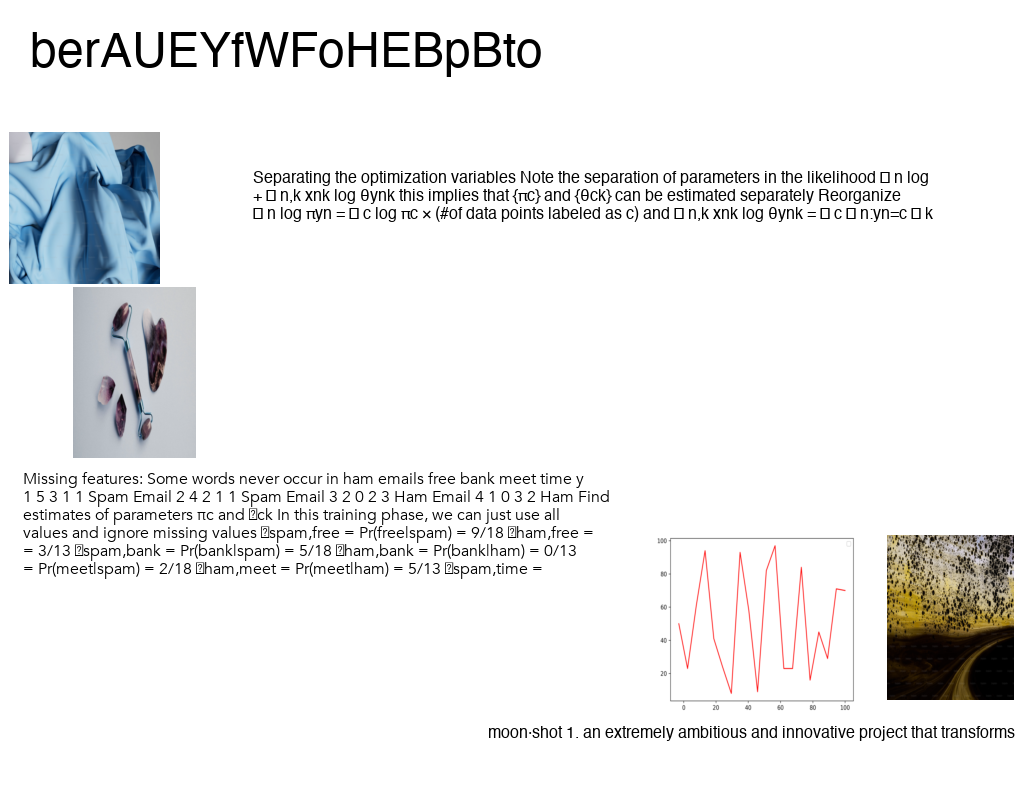 berAUEYfWFoHEBpBto
Separating the optimization variables Note the separation of parameters in the likelihood □ n log
+ □ n,k xnk log θynk this implies that {πc} and {θck} can be estimated separately Reorganize
□ n log πyn = □ c log πc × (#of data points labeled as c) and □ n,k xnk log θynk = □ c □ n:yn=c □ k
Missing features: Some words never occur in ham emails free bank meet time y
1 5 3 1 1 Spam Email 2 4 2 1 1 Spam Email 3 2 0 2 3 Ham Email 4 1 0 3 2 Ham Find
estimates of parameters πc and □ck In this training phase, we can just use all
values and ignore missing values □spam,free = Pr(free|spam) = 9/18 □ham,free =
= 3/13 □spam,bank = Pr(bank|spam) = 5/18 □ham,bank = Pr(bank|ham) = 0/13
= Pr(meet|spam) = 2/18 □ham,meet = Pr(meet|ham) = 5/13 □spam,time =
100
80
60
40
20
0 20 40 60 80 100
moon·shot 1. an extremely ambitious and innovative project that transforms